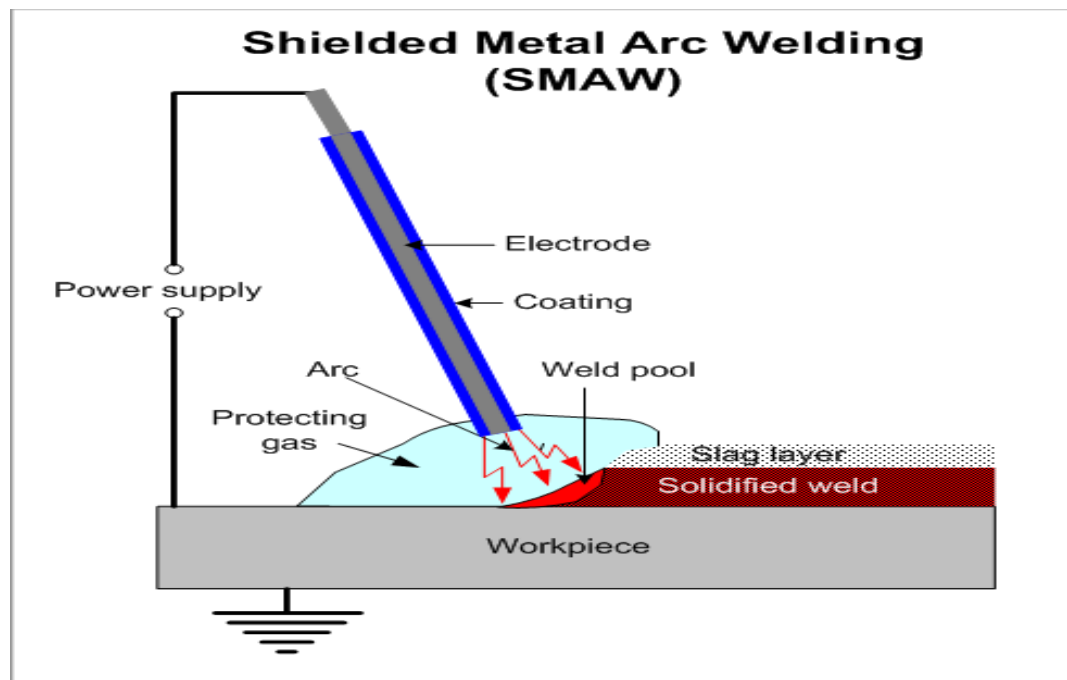 Shielded Metal Arc Welding
(SMAW)
Electrode
Power supply
Coating
Arc
Weld pool
Protecting
gas
Slag layer
Solidified weld
Workpiece